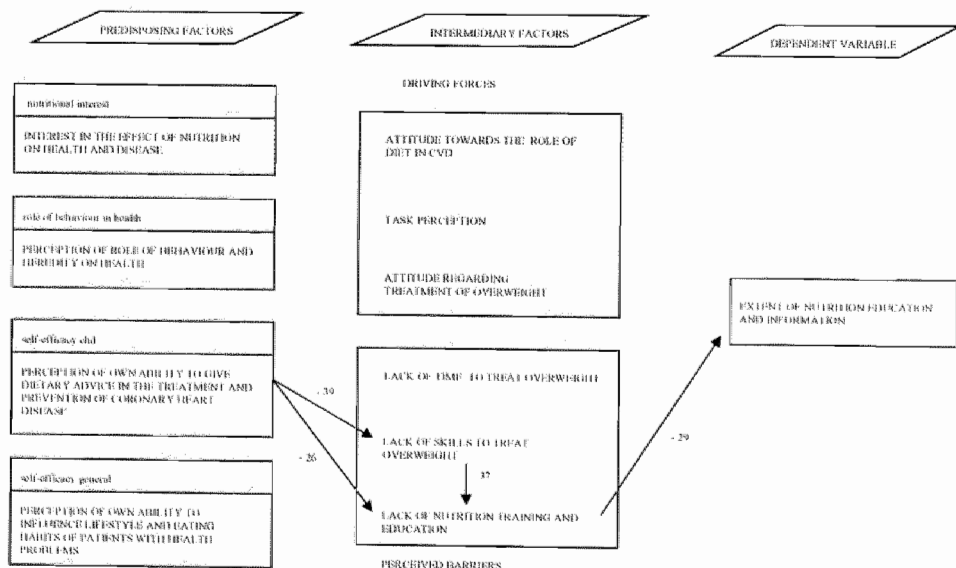 PREDISPOSING FACTORS
INTERMEDIARY FACTORS
DEPENDENT VARIABLE
nutritional interest
INTEREST IN THE EFFECT OF NUTRITION
ON HEALTH AND DISEASE
role of behaviour in health
PERCEPTION OF ROLE OF BEHAVIOUR AND
HEREDITY ON HEALTH
self-efficacy chd
PERCEPTION OF OWN ABILITY TO GIVE
DIETARY ADVICE IN THE TREATMENT AND
PREVENTION OF CORONARY HEART
DISEASE
self-efficacy general
PERCEPTION OF OWN ABILITY TO
INFLUENCE LIFESTYLE AND EATING
HABITS OF PATIENTS WITH HEALTH
PROBLEMS
DRIVING FORCES
ATTITUDE TOWARDS THE ROLE OF
DIET IN CVD
TASK PERCEPTION
ATTITUDE REGARDING
TREATMENT OF OVERWEIGHT
LACK OF TIME TO TREAT OVERWEIGHT
- .39
LACK OF SKILLS TO TREAT
OVERWEIGHT
- .26
.37
LACK OF NUTRITION TRAINING AND
EDUCATION
PERCEIVED BARRIERS
- .29
EXTENT OF NUTRITION EDUCATION
AND INFORMATION